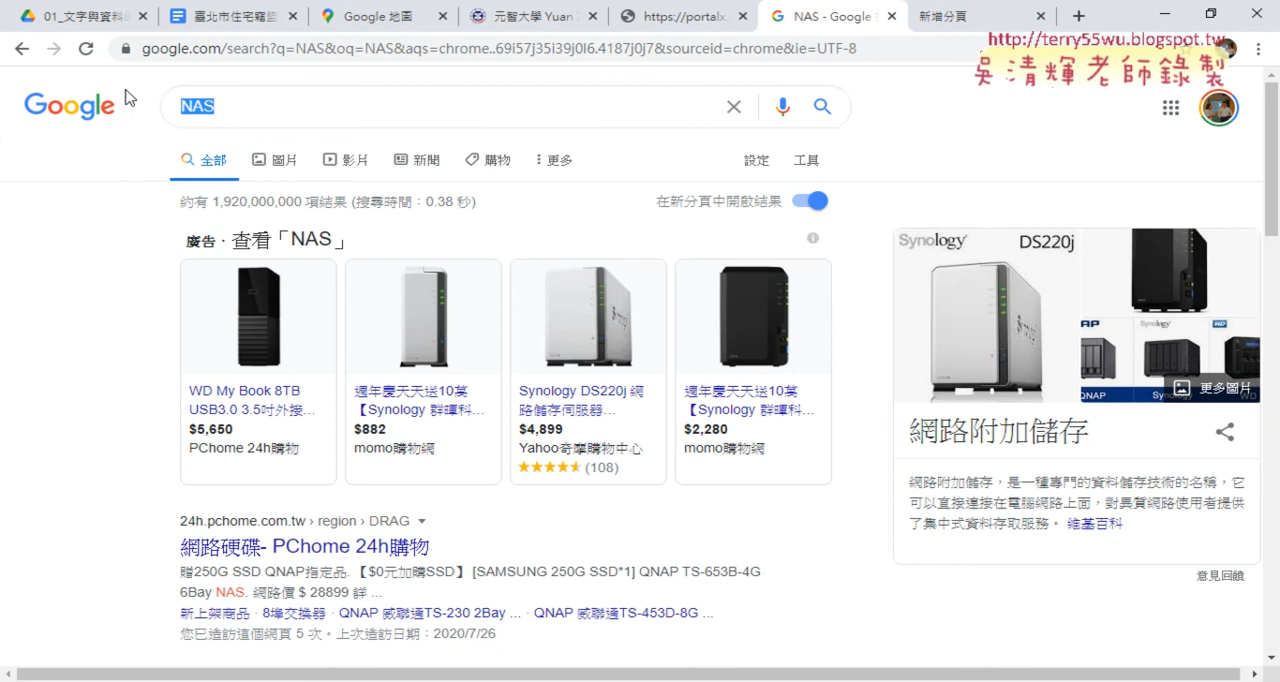 01_文字與資料
臺北市住宅竊盜
Google 地圖
元智大學 Yuan
https://portalx.
NAS - Google
新增分頁
google.com/search?q=NAS&oq=NAS&aqs=chrome..69i57j35i39j0l6.4187j0j7&sourceid=chrome&ie=UTF-8
http://terry55wu.blogspot.tw
吳清輝老師錄製
Google
NAS
全部
圖片
影片
新聞
購物
更多
設定
工具
約有 1,920,000,000 項結果 (搜尋時間：0.38 秒)
在新分頁中開啟結果
廣告 · 查看「NAS」
WD My Book 8TB
USB3.0 3.5吋外接...
$5,650
PChome 24h購物
週年慶天天送10萬
【Synology 群暉科...
$882
momo購物網
Synology DS220j 網
路儲存伺服器...
$4,899
Yahoo奇摩購物中心
(108)
週年慶天天送10萬
【Synology 群暉科...
$2,280
momo購物網
24h.pchome.com.tw › region › DRAG
網路硬碟- PChome 24h購物
贈250G SSD QNAP指定品. 【$0元加購SSD】 [SAMSUNG 250G SSD*1] QNAP TS-653B-4G
6Bay NAS. 網路價 $ 28899 詳 ...
新上架商品 · 8埠交換器 · QNAP 威聯通TS-230 2Bay ... · QNAP 威聯通TS-453D-8G ...
您已造訪這個網頁 5 次。上次造訪日期：2020/7/26
Synology
DS220j
Synology
WD
QNAP
更多圖片
網路附加儲存
網路附加儲存，是一種專門的資料儲存技術的名稱，它
可以直接連接在電腦網路上面，對異質網路使用者提供
了集中式資料存取服務。 維基百科
意見回饋